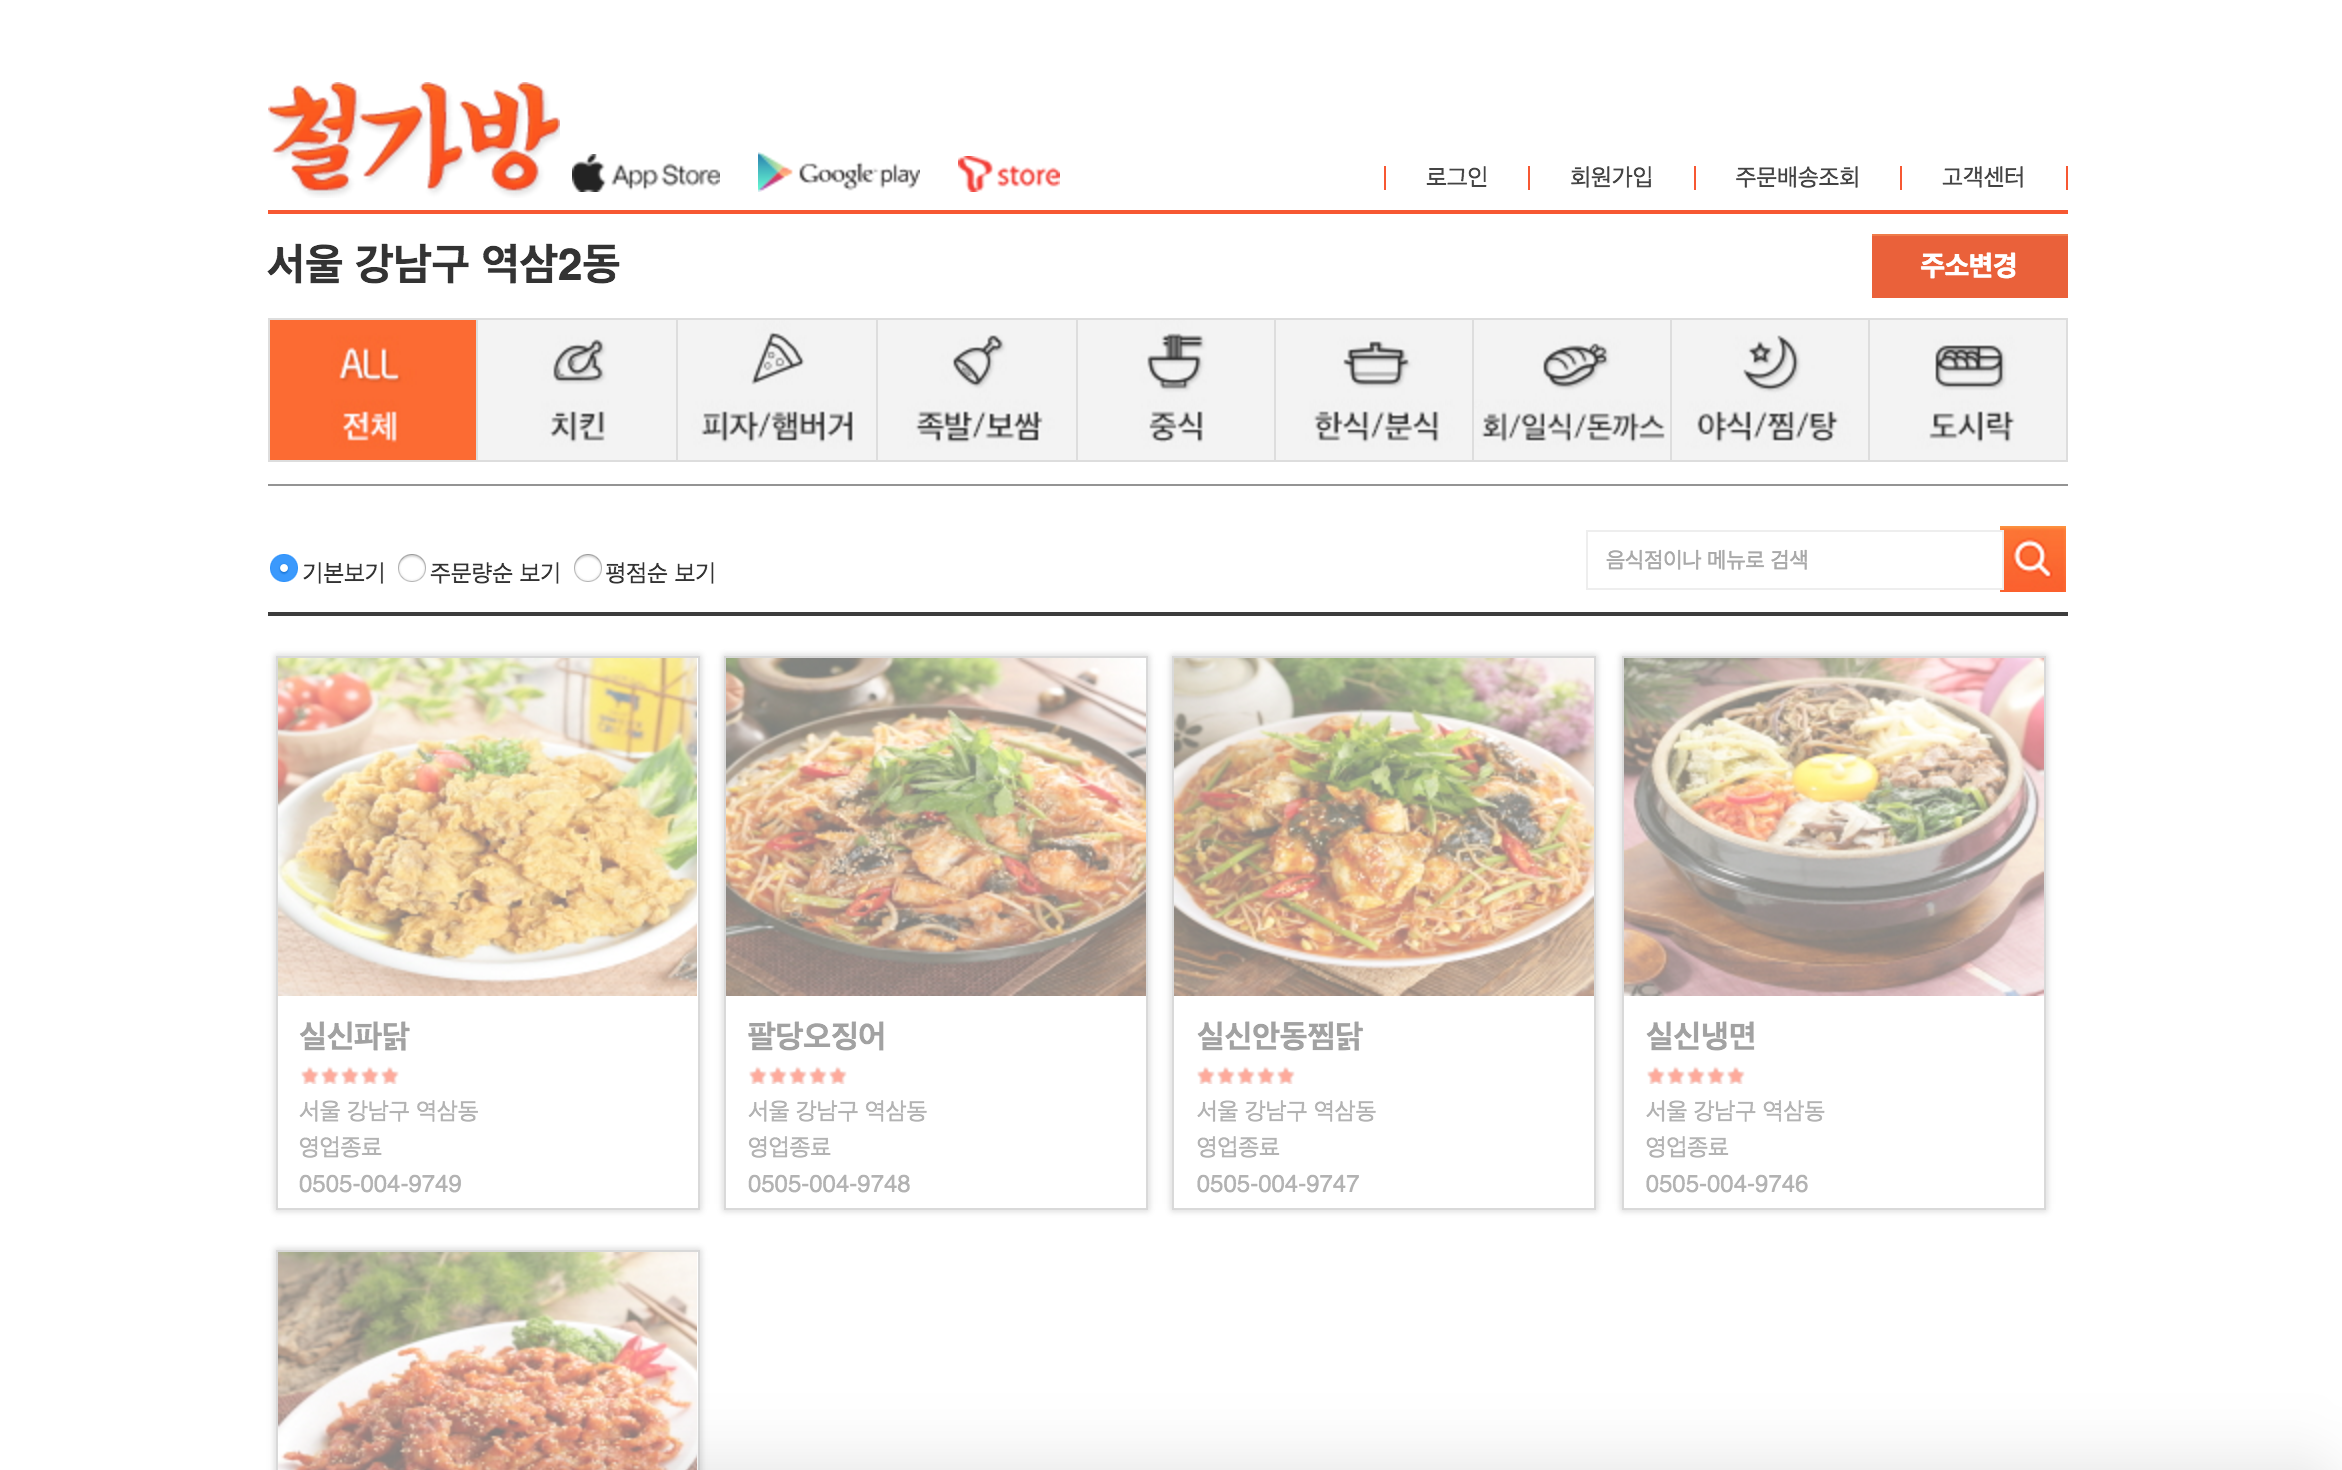 철가방
App Store
Google play
T store
로그인
회원가입
주문배송조회
고객센터
서울 강남구 역삼2동
주소변경
ALL
전체
치킨
피자/햄버거
족발/보쌈
중식
한식/분식
회/일식/돈까스
야식/찜/탕
도시락
기본보기
주문량순 보기
평점순 보기
음식점이나 메뉴로 검색
실신파닭
서울 강남구 역삼동
영업종료
0505-004-9749
팔당오징어
서울 강남구 역삼동
영업종료
0505-004-9748
실신안동찜닭
서울 강남구 역삼동
영업종료
0505-004-9747
실신냉면
서울 강남구 역삼동
영업종료
0505-004-9746